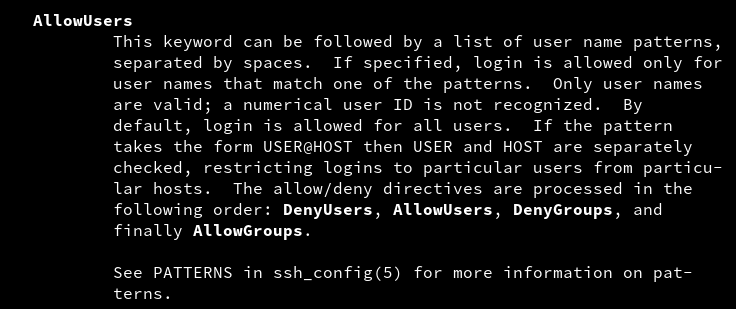 AllowUsers
This keyword can be followed by a list of user name patterns,
separated by spaces.  If specified, login is allowed only for
user names that match one of the patterns.  Only user names
are valid; a numerical user ID is not recognized.  By
default, login is allowed for all users.  If the pattern
takes the form USER@HOST then USER and HOST are separately
checked, restricting logins to particular users from particu-
lar hosts.  The allow/deny directives are processed in the
following order: DenyUsers, AllowUsers, DenyGroups, and
finally AllowGroups.
See PATTERNS in ssh_config(5) for more information on pat-
terns.